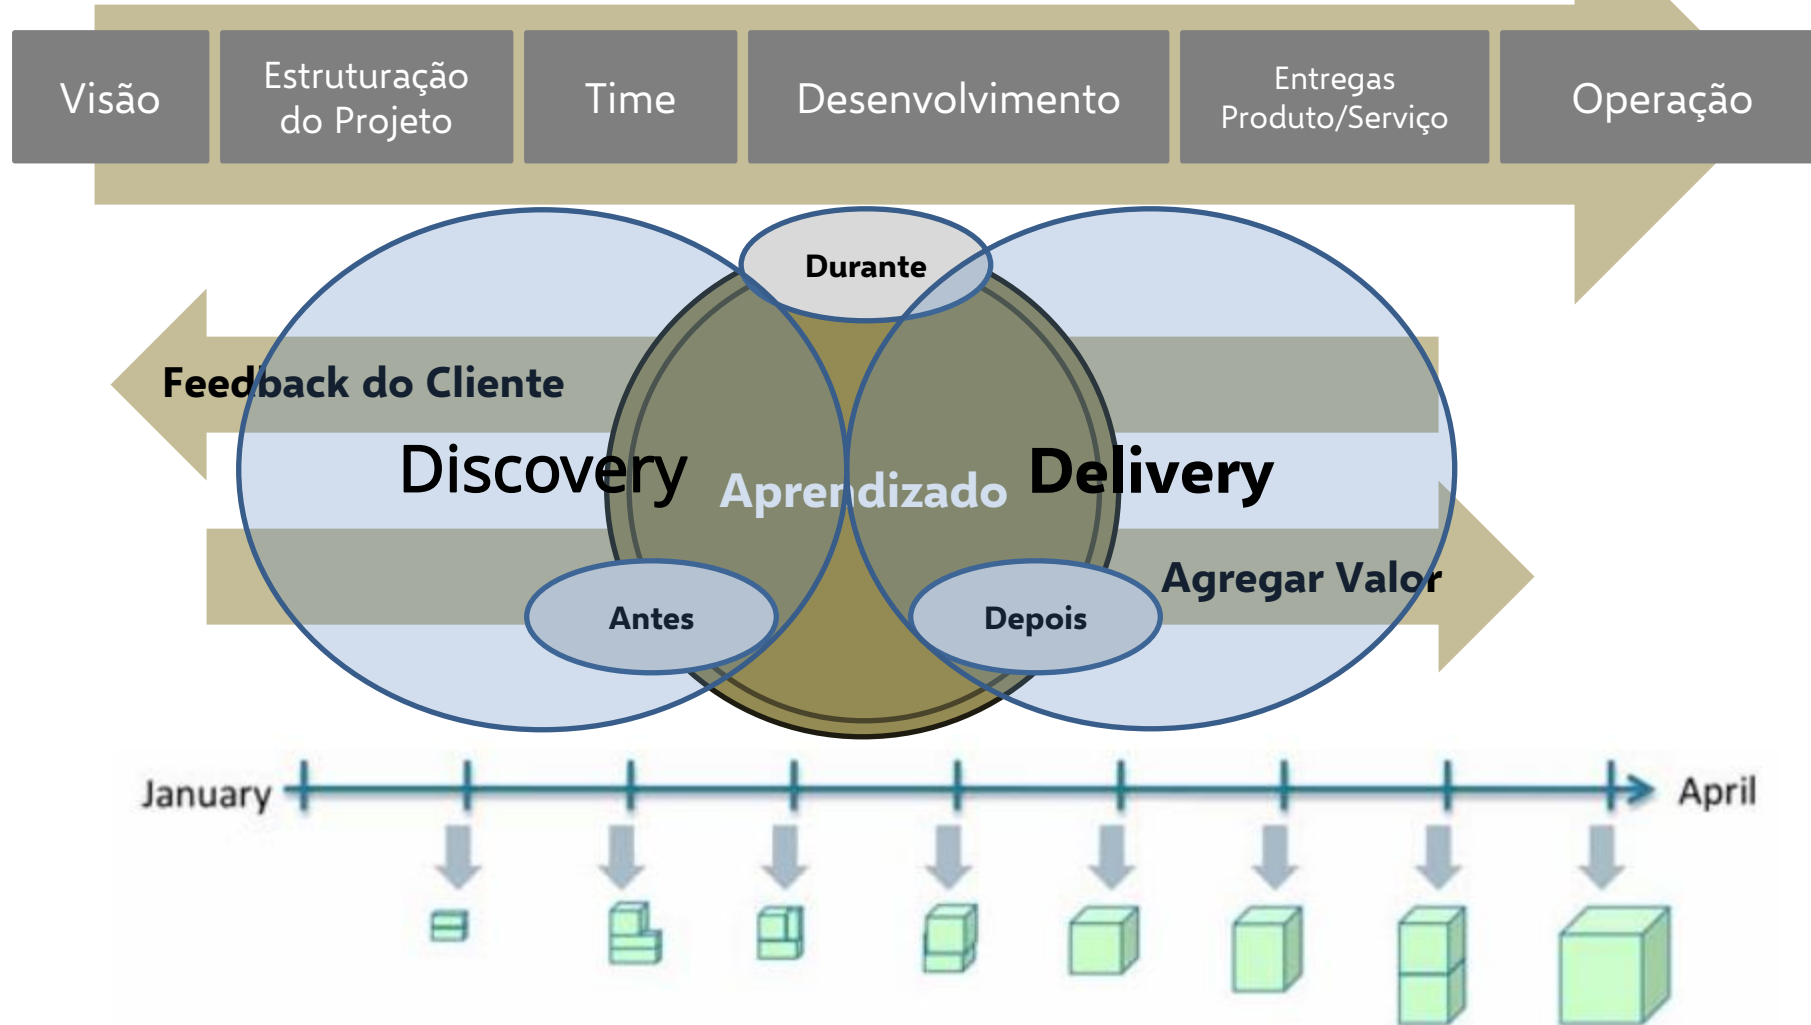 Visão
Estruturação
do Projeto
Time
Desenvolvimento
Entregas
Produto/Serviço
Operação
Durante
Feedback do Cliente
Discovery
Aprendizado
Delivery
Agregar Valor
Antes
Depois
January
April